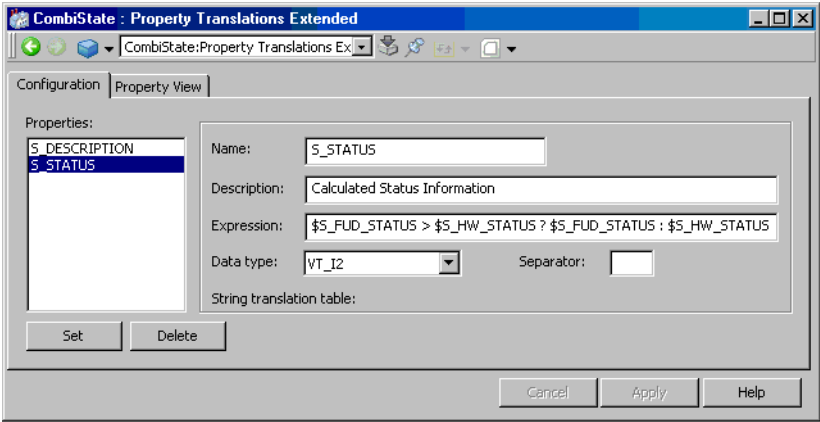 CombiState : Property Translations Extended
CombiState:Property Translations Ex
Configuration
Property View
Properties:
S_DESCRIPTION
S_STATUS
Name:
S_STATUS
Description:
Calculated Status Information
Expression:
$S_FUD_STATUS > $S_HW_STATUS ? $S_FUD_STATUS : $S_HW_STATUS
Data type:
VT_I2
Separator:
String translation table:
Set
Delete
Cancel
Apply
Help